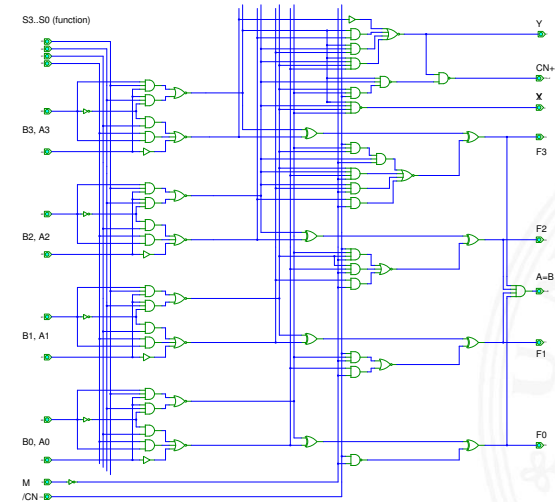 S3..S0 (function)
Y
CN+
X
B3, A3
F3
B2, A2
F2
A=B
B1, A1
F1
B0, A0
F0
M
/CN